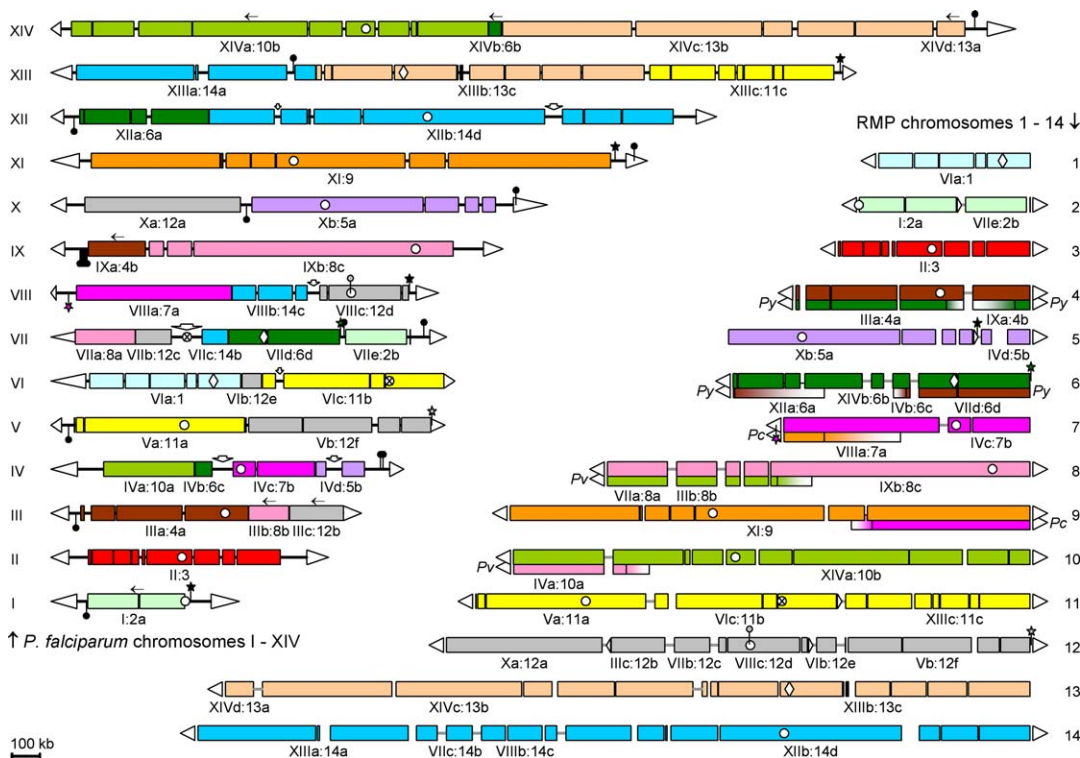 XIV
XIVa:10b XIVb:6b XIVc:13b XIVd:13a
XIII
XIIIa:14a XIIIb:13c XIIIc:11c
XII
XIIa:6a XIIb:14d
RMP chromosomes 1 - 14 ↓
XI
XI:9
VIa:1
1
X
Xa:12a Xb:5a
I:2a VIIe:2b
2
IX
IXa:4b IXb:8c
II:3
3
VIII
VIIIa:7a VIIIb:14c VIIIc:12d
Py IIIa:4a IXa:4b Py
4
VII
VIIa:8a VIIb:12c VIIc:14b VIId:6d VIIe:2b
Xb:5a IVd:5b
5
VI
VIa:1 VIb:12e VIc:11b
Py XIIa:6a XIVb:6b IVb:6c VIId:6d Py
6
V
Va:11a Vb:12f
Pc VIIIa:7a IVc:7b
7
IV
IVa:10a IVb:6c IVc:7b IVd:5b
Pv VIIa:8a IIIb:8b IXb:8c
8
III
IIIa:4a IIIb:8b IIIc:12b
XI:9 Pc
9
II
II:3
Pv IVa:10a XIVa:10b
10
I
I:2a
Va:11a VIc:11b XIIIc:11c
11
↑ P. falciparum chromosomes I - XIV
Xa:12a IIIc:12b VIIb:12c VIIIc:12d VIb:12e Vb:12f
12
XIVd:13a XIVc:13b XIIIb:13c
13
100 kb
XIIIa:14a VIIc:14b VIIIb:14c XIIb:14d
14